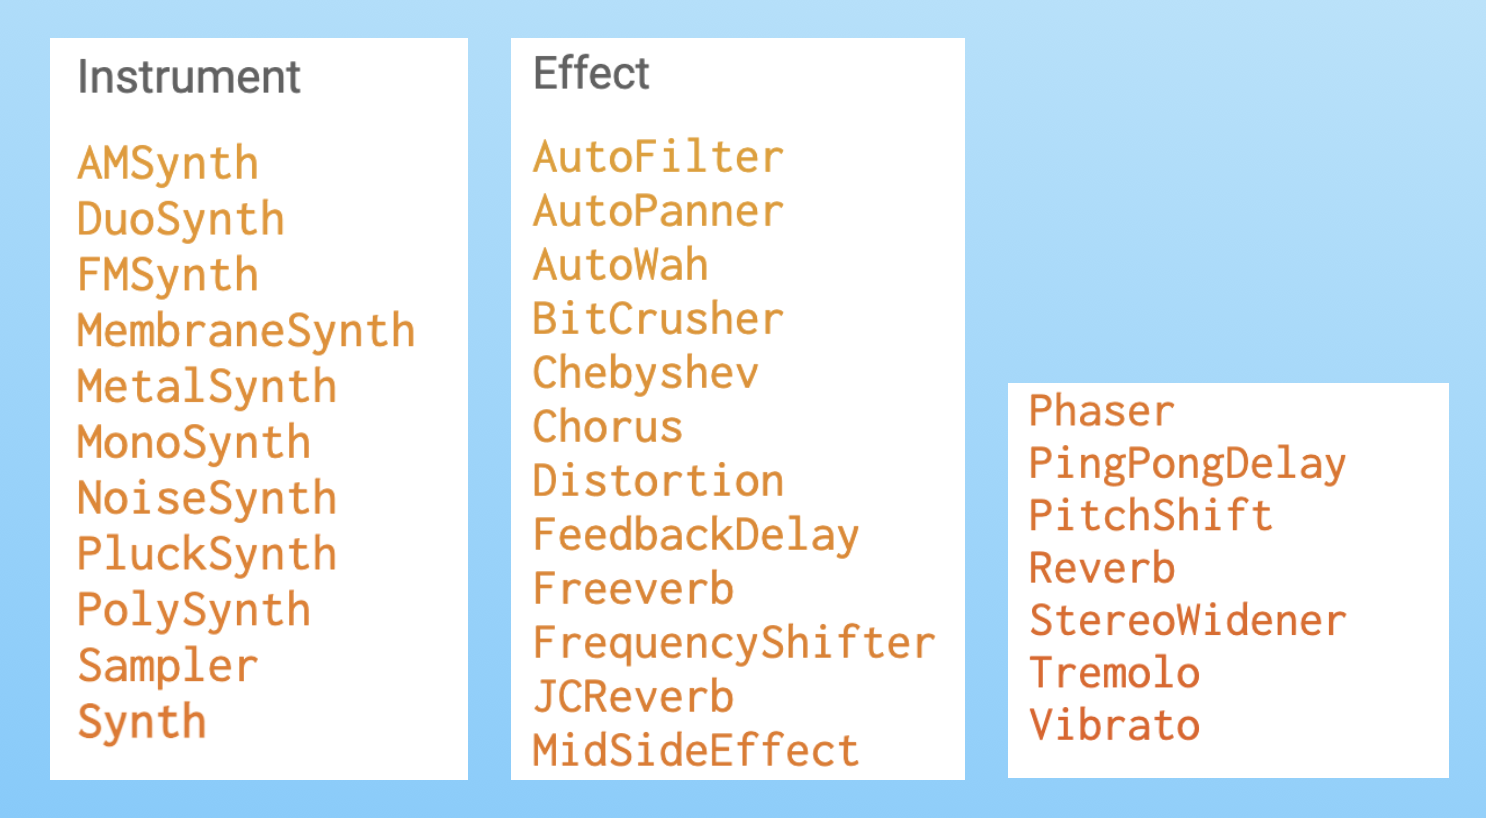 Instrument
AMSynth
DuoSynth
FMSynth
MembraneSynth
MetalSynth
MonoSynth
NoiseSynth
PluckSynth
PolySynth
Sampler
Synth
Effect
AutoFilter
AutoPanner
AutoWah
BitCrusher
Chebyshev
Chorus
Distortion
FeedbackDelay
Freeverb
FrequencyShifter
JCReverb
MidSideEffect
Phaser
PingPongDelay
PitchShift
Reverb
StereoWidener
Tremolo
Vibrato